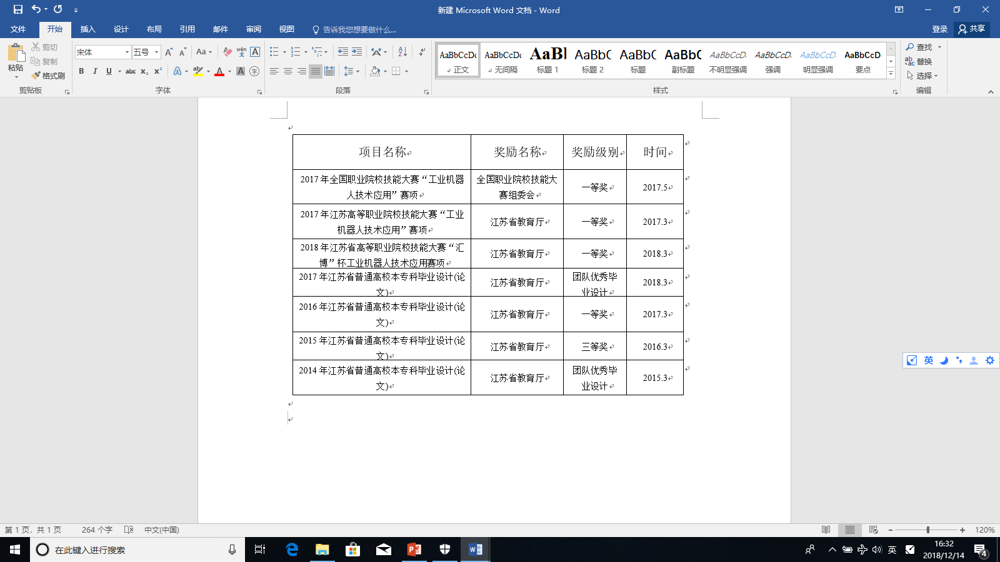 新建 Microsoft Word 文档 - Word
文件 开始 插入 设计 布局 引用 邮件 审阅 视图 告诉我您想要做什么... 登录 共享
粘贴 剪切 复制 格式刷
剪贴板
宋体 五号 Aa wén 文 A
B I U abc x₂ x² A aby A A 字
字体
段落
AaBbCcDc 正文
AaBbCcDc 无间隔
AaBl 标题 1
AaBbC 标题 2
AaBbC 标题
AaBbC 副标题
AaBbCcD 不明显强调
AaBbCcD 强调
AaBbCcD 明显强调
AaBbCcD 要点
样式
查找
替换
选择
编辑
项目名称 奖励名称 奖励级别 时间
2017 年全国职业院校技能大赛“工业机器
人技术应用”赛项
全国职业院校技能大
赛组委会
一等奖 2017.5
2017 年江苏高等职业院校技能大赛“工业
机器人技术应用”赛项
江苏省教育厅 一等奖 2017.3
2018 年江苏省高等职业院校技能大赛“汇
博”杯工业机器人技术应用赛项
江苏省教育厅 一等奖 2018.3
2017 年江苏省普通高校本专科毕业设计(论
文)
江苏省教育厅
团队优秀毕
业设计
2018.3
2016 年江苏省普通高校本专科毕业设计(论
文)
江苏省教育厅 一等奖 2017.3
2015 年江苏省普通高校本专科毕业设计(论
文)
江苏省教育厅 三等奖 2016.3
2014 年江苏省普通高校本专科毕业设计(论
文)
江苏省教育厅
团队优秀毕
业设计
2015.3
英
第 1 页，共 1 页 264 个字 中文(中国) 120%
在此键入进行搜索
英
16:32
2018/12/14
4